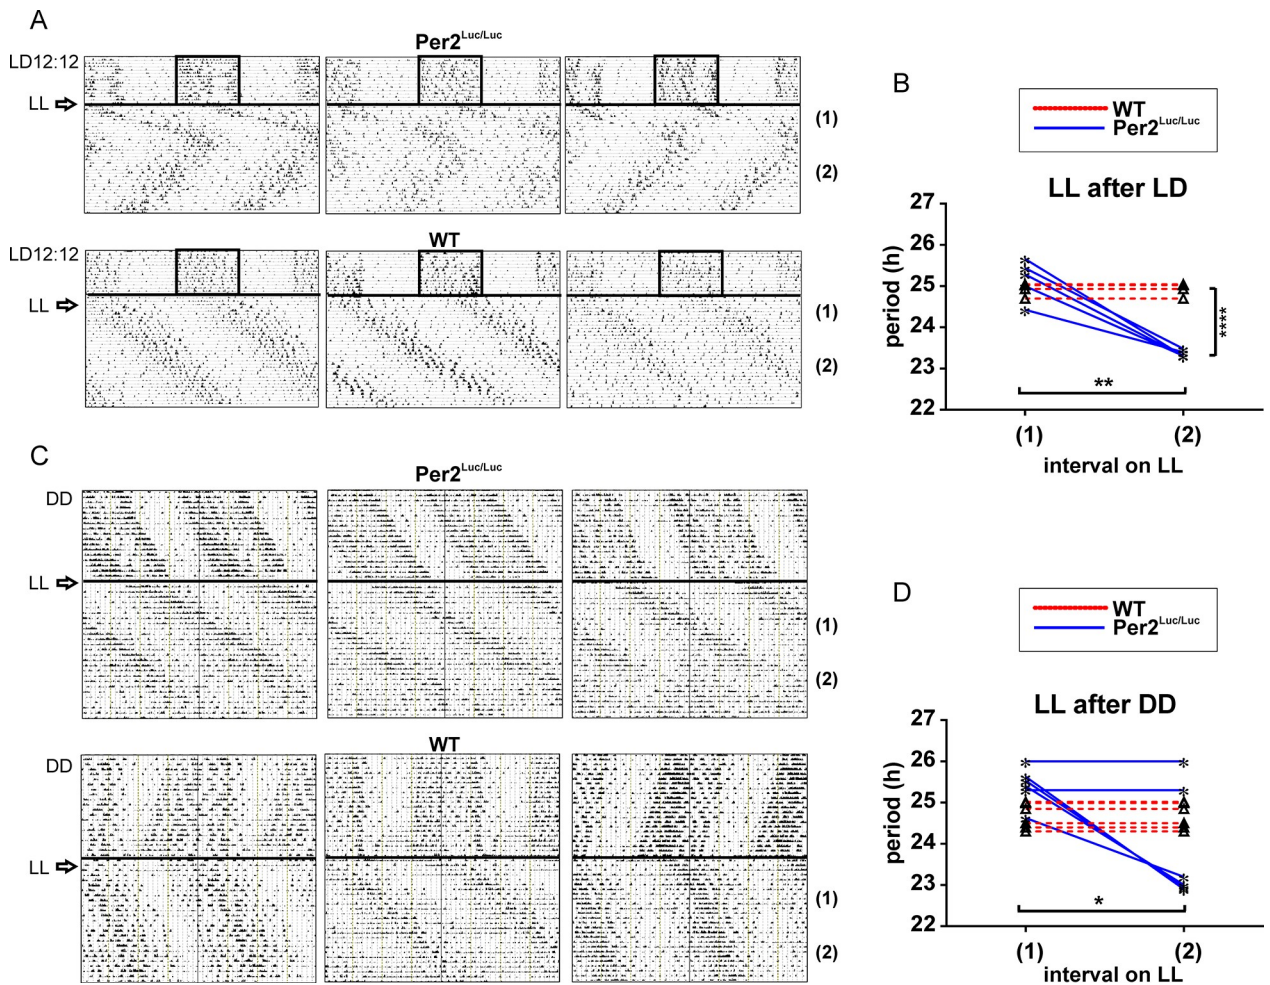 A
Per2Luc/Luc
LD12:12
LL
(1)
(2)
WT
LD12:12
LL
(1)
(2)
B
WT
Per2Luc/Luc
LL after LD
period (h)
27
26
25
24
23
22
****
**
(1)
(2)
interval on LL
C
Per2Luc/Luc
DD
LL
(1)
(2)
WT
DD
LL
(1)
(2)
D
WT
Per2Luc/Luc
LL after DD
period (h)
27
26
25
24
23
22
*
(1)
(2)
interval on LL